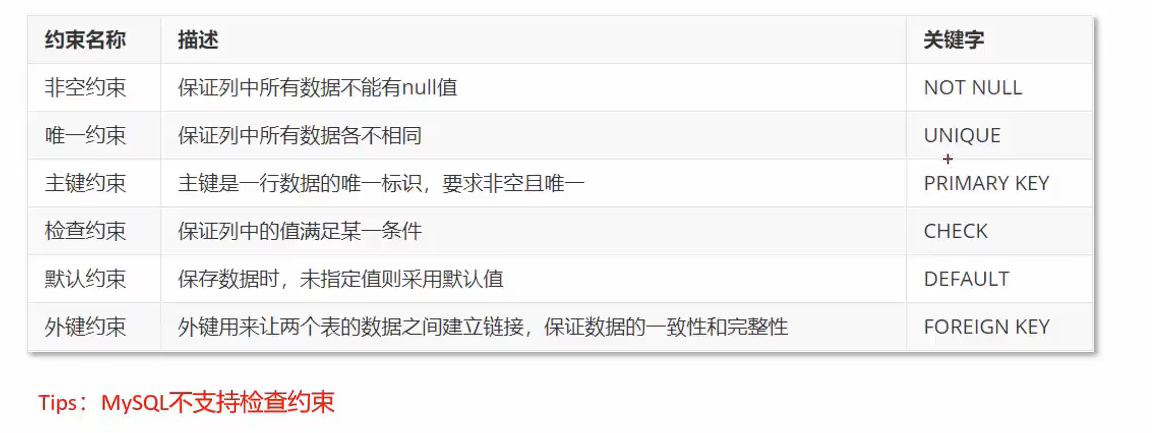 约束名称 描述 关键字
非空约束 保证列中所有数据不能有null值 NOT NULL
唯一约束 保证列中所有数据各不相同 UNIQUE
主键约束 主键是一行数据的唯一标识，要求非空且唯一 PRIMARY KEY
检查约束 保证列中的值满足某一条件 CHECK
默认约束 保存数据时，未指定值则采用默认值 DEFAULT
外键约束 外键用来让两个表的数据之间建立链接，保证数据的一致性和完整性 FOREIGN KEY
Tips：MySQL不支持检查约束